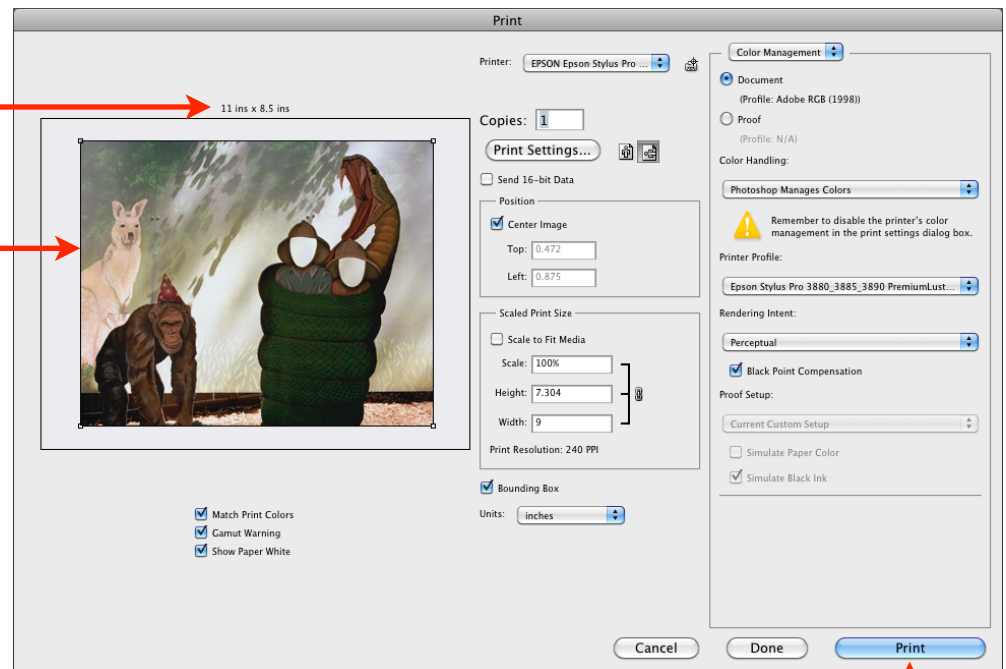 Print
11 ins x 8.5 ins
Printer: EPSON Epson Stylus Pro ...
Copies: 1
Print Settings...
Send 16-bit Data
Position
Center Image
Top: 0.472
Left: 0.875
Scaled Print Size
Scale to Fit Media
Scale: 100%
Height: 7.304
Width: 9
Print Resolution: 240 PPI
Bounding Box
Units: inches
Match Print Colors
Gamut Warning
Show Paper White
Color Management
Document
(Profile: Adobe RGB (1998))
Proof
(Profile: N/A)
Color Handling:
Photoshop Manages Colors
Remember to disable the printer's color
management in the print settings dialog box.
Printer Profile:
Epson Stylus Pro 3880_3885_3890 PremiumLust...
Rendering Intent:
Perceptual
Black Point Compensation
Proof Setup:
Current Custom Setup
Simulate Paper Color
Simulate Black Ink
Cancel
Done
Print